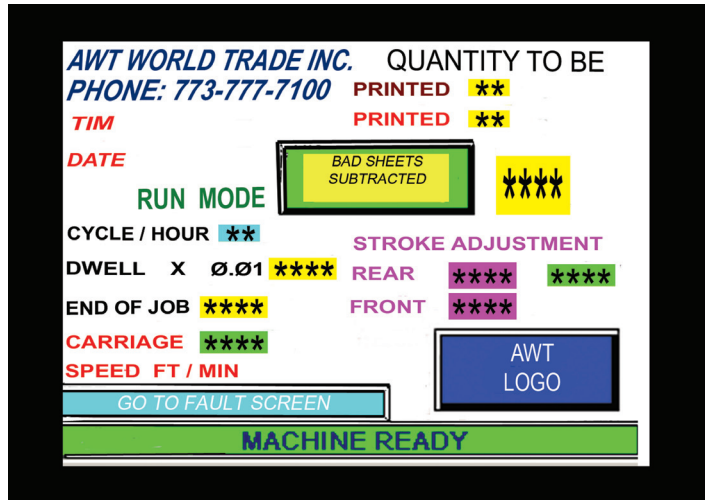 AWT WORLD TRADE INC. QUANTITY TO BE
PHONE: 773-777-7100 PRINTED **
TIM PRINTED **
DATE
BAD SHEETS
SUBTRACTED
****
RUN MODE
CYCLE / HOUR **
STROKE ADJUSTMENT
DWELL X Ø.Ø1 **** REAR **** ****
END OF JOB **** FRONT ****
CARRIAGE ****
SPEED FT / MIN
AWT
LOGO
GO TO FAULT SCREEN
MACHINE READY